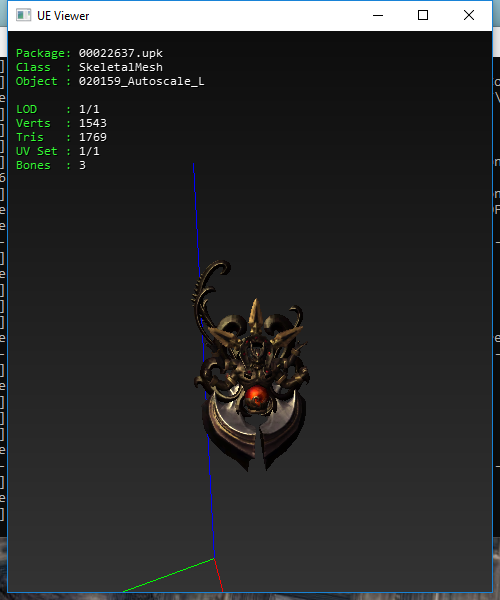 UE Viewer
Package: 00022637.upk
Class : SkeletalMesh
Object : 020159_Autoscale_L
LOD : 1/1
Verts : 1543
Tris : 1769
UV Set : 1/1
Bones : 3